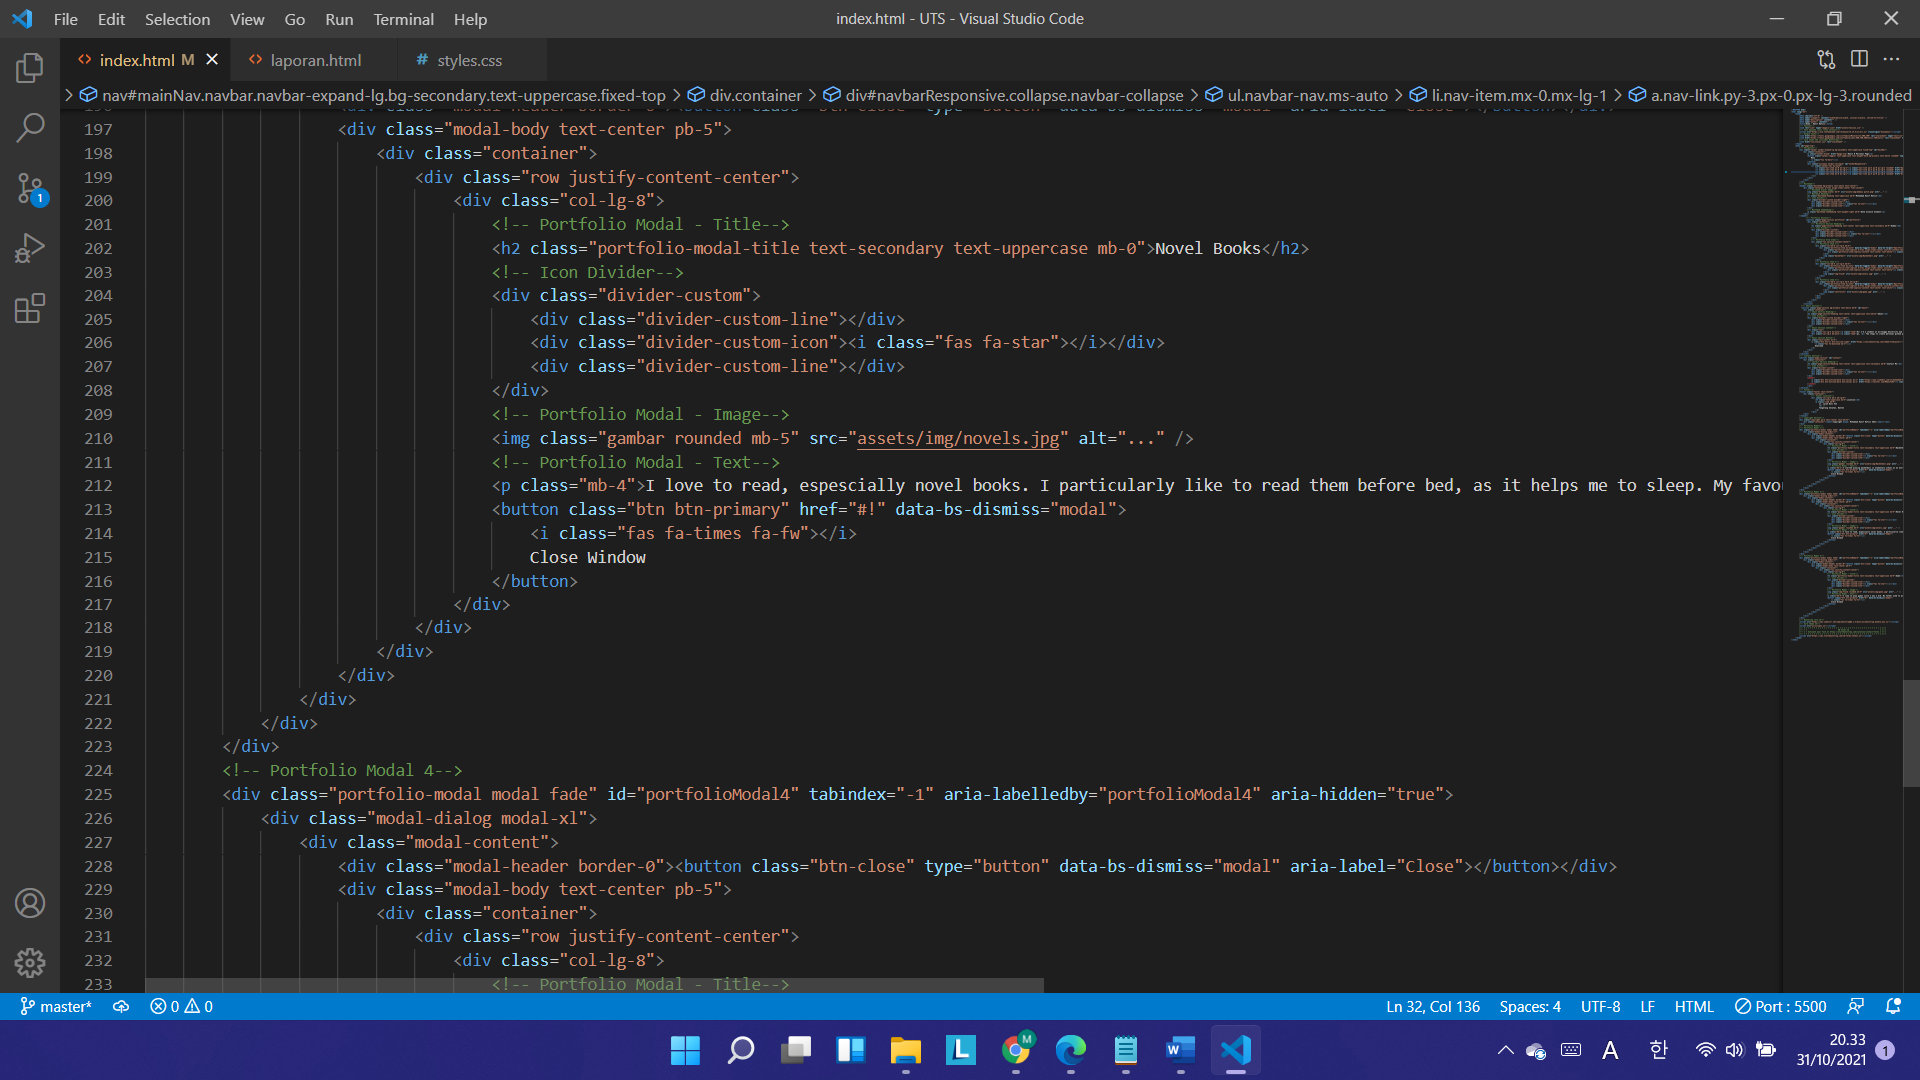 File Edit Selection View Go Run Terminal Help
index.html - UTS - Visual Studio Code
index.html M
laporan.html
# styles.css
nav#mainNav.navbar.navbar-expand-lg.bg-secondary.text-uppercase.fixed-top > div.container > div#navbarResponsive.collapse.navbar-collapse > ul.navbar-nav.ms-auto > li.nav-item.mx-0.mx-lg-1 > a.nav-link.py-3.px-0.px-lg-3.rounded
197 <div class="modal-body text-center pb-5">
198 <div class="container">
199 <div class="row justify-content-center">
200 <div class="col-lg-8">
201 <!-- Portfolio Modal - Title-->
202 <h2 class="portfolio-modal-title text-secondary text-uppercase mb-0">Novel Books</h2>
203 <!-- Icon Divider-->
204 <div class="divider-custom">
205 <div class="divider-custom-line"></div>
206 <div class="divider-custom-icon"><i class="fas fa-star"></i></div>
207 <div class="divider-custom-line"></div>
208 </div>
209 <!-- Portfolio Modal - Image-->
210 <img class="gambar rounded mb-5" src="assets/img/novels.jpg" alt="..." />
211 <!-- Portfolio Modal - Text-->
212 <p class="mb-4">I love to read, espescially novel books. I particularly like to read them before bed, as it helps me to sleep. My favo
213 <button class="btn btn-primary" href="#!" data-bs-dismiss="modal">
214 <i class="fas fa-times fa-fw"></i>
215 Close Window
216 </button>
217 </div>
218 </div>
219 </div>
220 </div>
221 </div>
222 </div>
223 </div>
224 <!-- Portfolio Modal 4-->
225 <div class="portfolio-modal modal fade" id="portfolioModal4" tabindex="-1" aria-labelledby="portfolioModal4" aria-hidden="true">
226 <div class="modal-dialog modal-xl">
227 <div class="modal-content">
228 <div class="modal-header border-0"><button class="btn-close" type="button" data-bs-dismiss="modal" aria-label="Close"></button></div>
229 <div class="modal-body text-center pb-5">
230 <div class="container">
231 <div class="row justify-content-center">
232 <div class="col-lg-8">
233 <!-- Portfolio Modal - Title-->
1
master* 0 0 Ln 32, Col 136 Spaces: 4 UTF-8 LF HTML Port : 5500
L M W A 한 20.33
31/10/2021 1